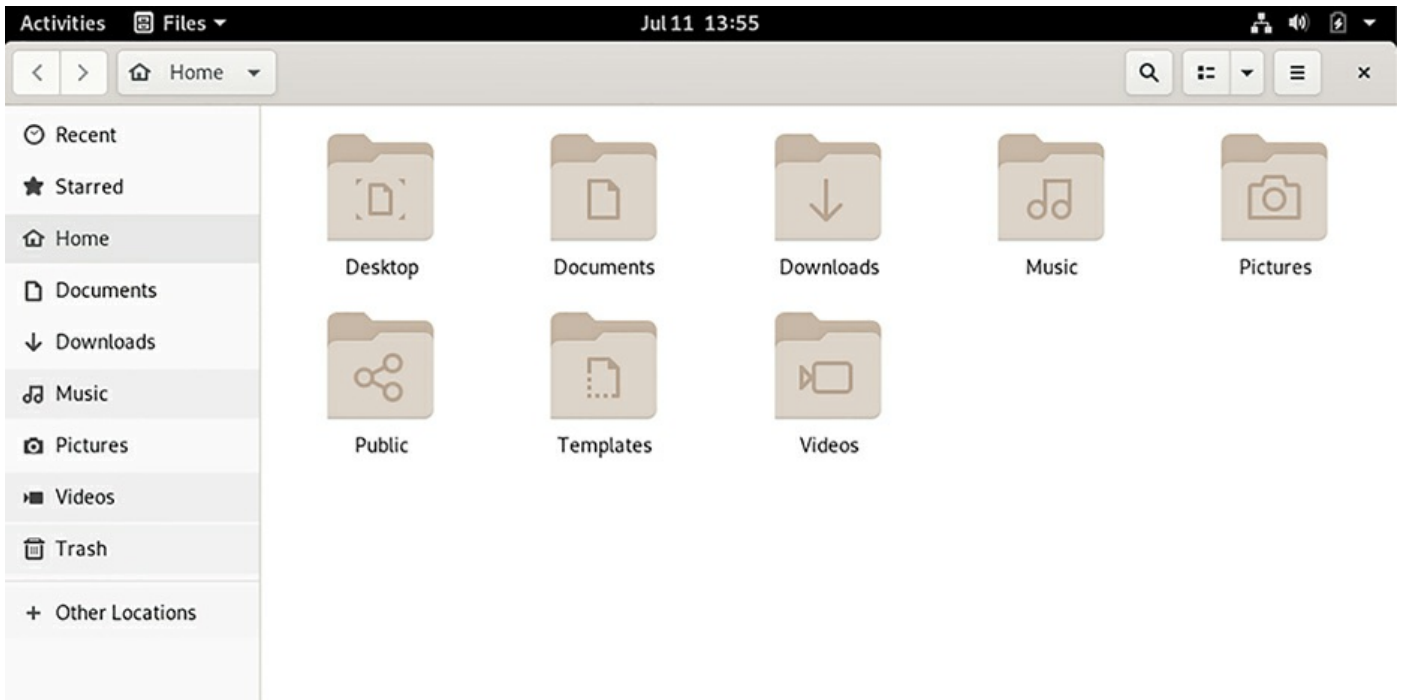 Activities Files Jul 11 13:55
Home
Recent
Starred
Home
Documents
Downloads
Music
Pictures
Videos
Trash
Other Locations
Desktop Documents Downloads Music Pictures
Public Templates Videos